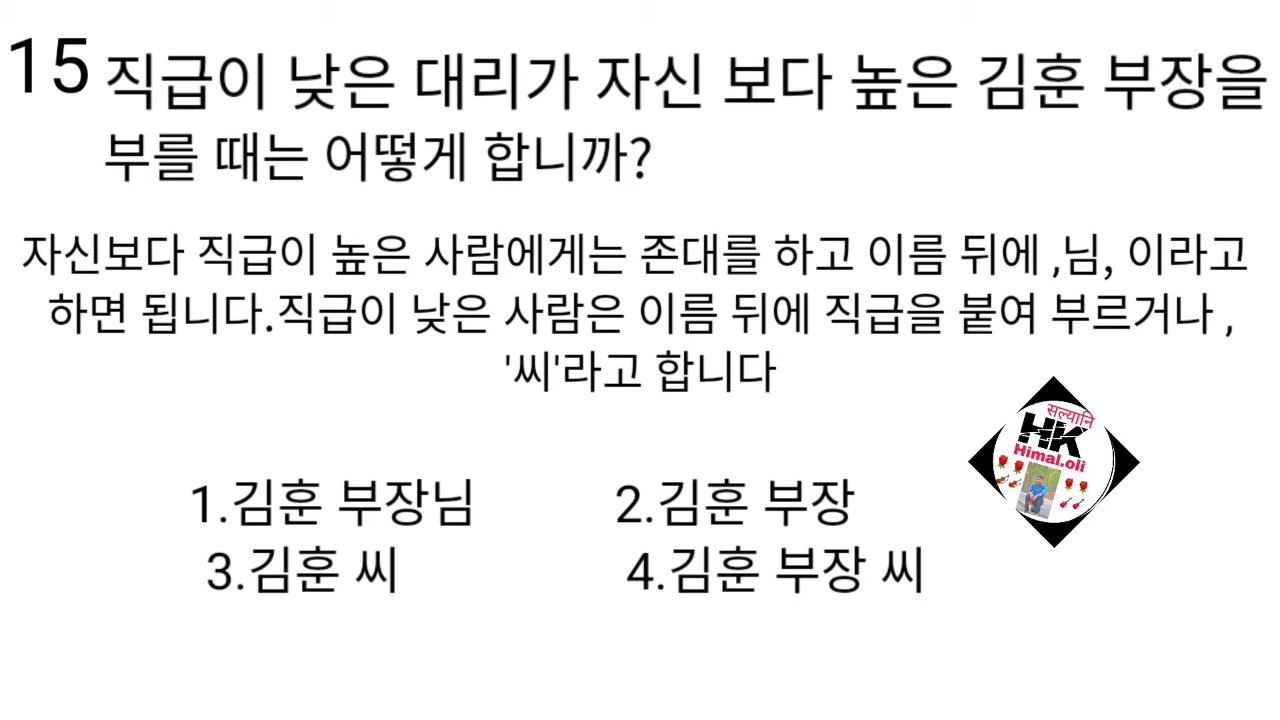 15 직급이 낮은 대리가 자신 보다 높은 김훈 부장을
부를 때는 어떻게 합니까?
자신보다 직급이 높은 사람에게는 존대를 하고 이름 뒤에 ,님, 이라고
하면 됩니다.직급이 낮은 사람은 이름 뒤에 직급을 붙여 부르거나 ,
'씨'라고 합니다
सल्यानि
HK
Himal.oli
1.김훈 부장님 2.김훈 부장
3.김훈 씨 4.김훈 부장 씨